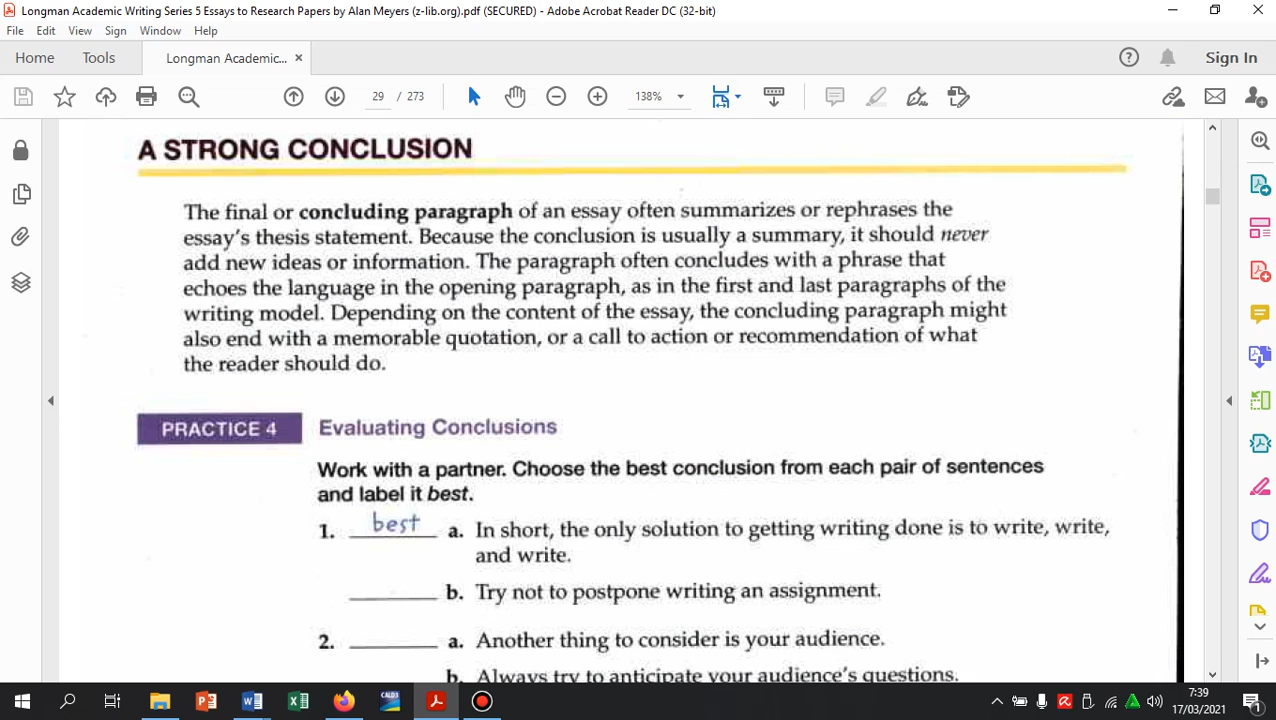 Longman Academic Writing Series 5 Essays to Research Papers by Alan Meyers (z-lib.org).pdf (SECURED) - Adobe Acrobat Reader DC (32-bit)
File Edit View Sign Window Help
Home Tools Longman Academic... × Sign In
29 / 273 138%
A STRONG CONCLUSION
The final or concluding paragraph of an essay often summarizes or rephrases the
essay's thesis statement. Because the conclusion is usually a summary, it should never
add new ideas or information. The paragraph often concludes with a phrase that
echoes the language in the opening paragraph, as in the first and last paragraphs of the
writing model. Depending on the content of the essay, the concluding paragraph might
also end with a memorable quotation, or a call to action or recommendation of what
the reader should do.
PRACTICE 4 Evaluating Conclusions
Work with a partner. Choose the best conclusion from each pair of sentences
and label it best.
1. best a. In short, the only solution to getting writing done is to write, write,
and write.
b. Try not to postpone writing an assignment.
2. a. Another thing to consider is your audience.
b. Always try to anticipate your audience's questions.
CALD3
7:39
17/03/2021
1